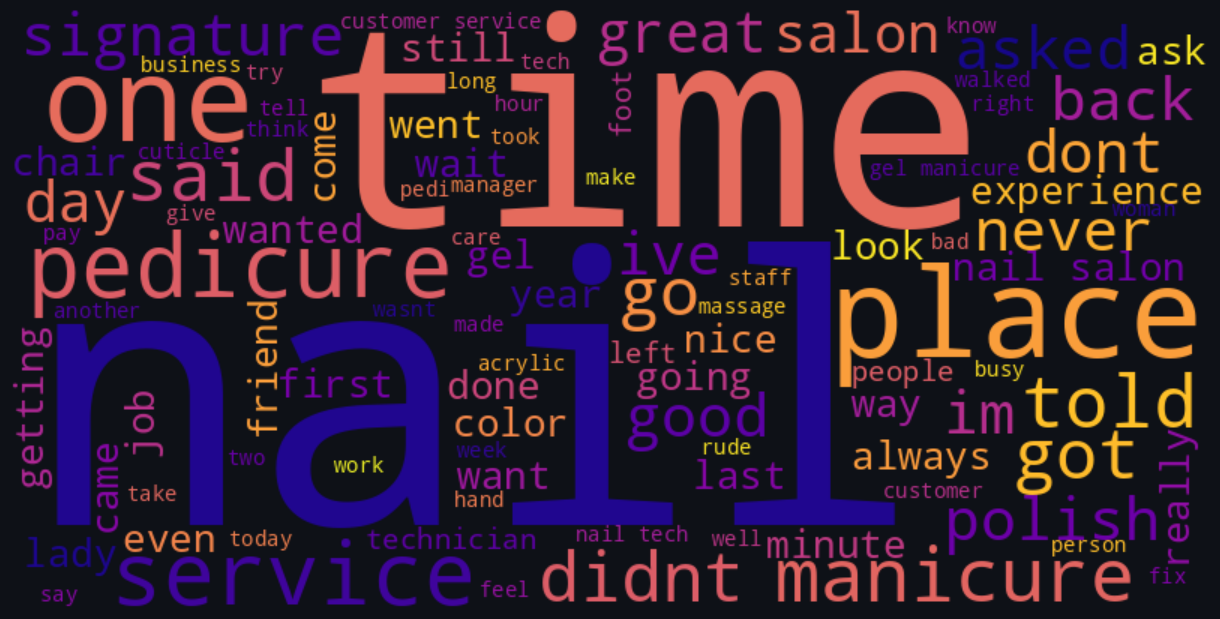 signature
customer service
great
salon
know
asked
ask
still
tech
business
try
one
time
long
hour
foot
walked
right
back
tell
think
come
went
took
chair
cuticle
said
wait
pedi
manager
make
gel manicure
dont
experience
day
give
wanted
woman
pay
pedicure
care
gel
ive
look
bad
never
nail salon
year
staff
go
massage
place
another
wasnt
friend
made
nice
nail
getting
first
acrylic
left
done
going
people
busy
job
color
good
way
im
told
two
work
week
rude
always
got
came
take
want
last
hand
customer
really
polish
even
today
technician
nail tech
well
minute
person
lady
service
didnt
manicure
say
feel
fix